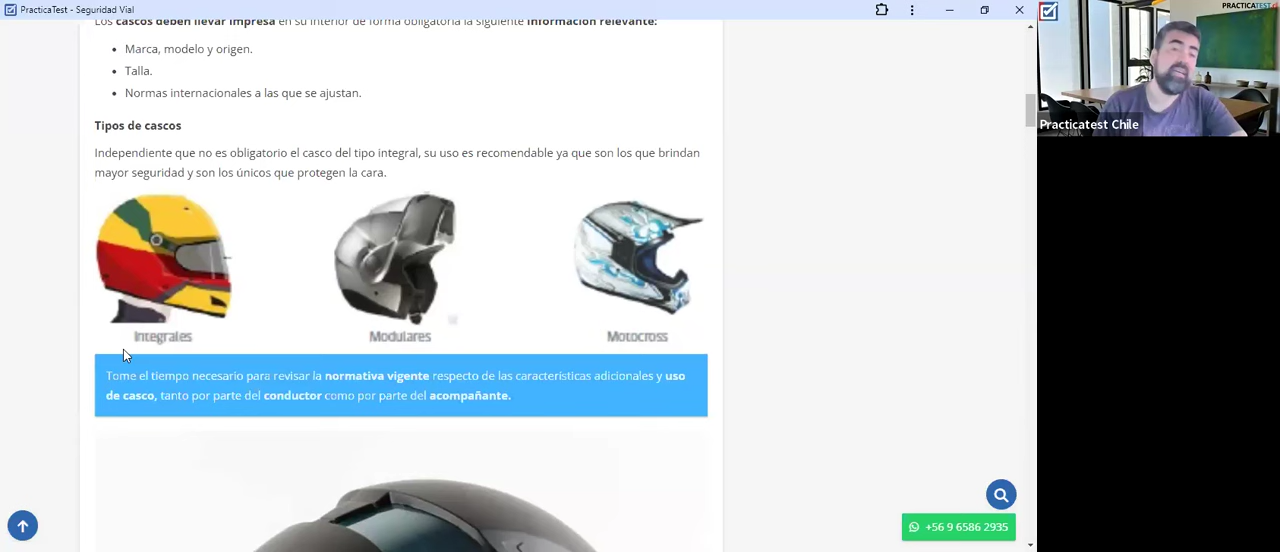 PracticaTest - Seguridad Vial
PRACTICATEST
Los cascos deben llevar impresa en su interior de forma obligatoria la siguiente información relevante:
Marca, modelo y origen.
Talla.
Normas internacionales a las que se ajustan.
Practicatest Chile
Tipos de cascos
Independiente que no es obligatorio el casco del tipo integral, su uso es recomendable ya que son los que brindan
mayor seguridad y son los únicos que protegen la cara.
Integrales
Modulares
Motocross
Tome el tiempo necesario para revisar la normativa vigente respecto de las características adicionales y uso
de casco, tanto por parte del conductor como por parte del acompañante.
+56 9 6586 2935